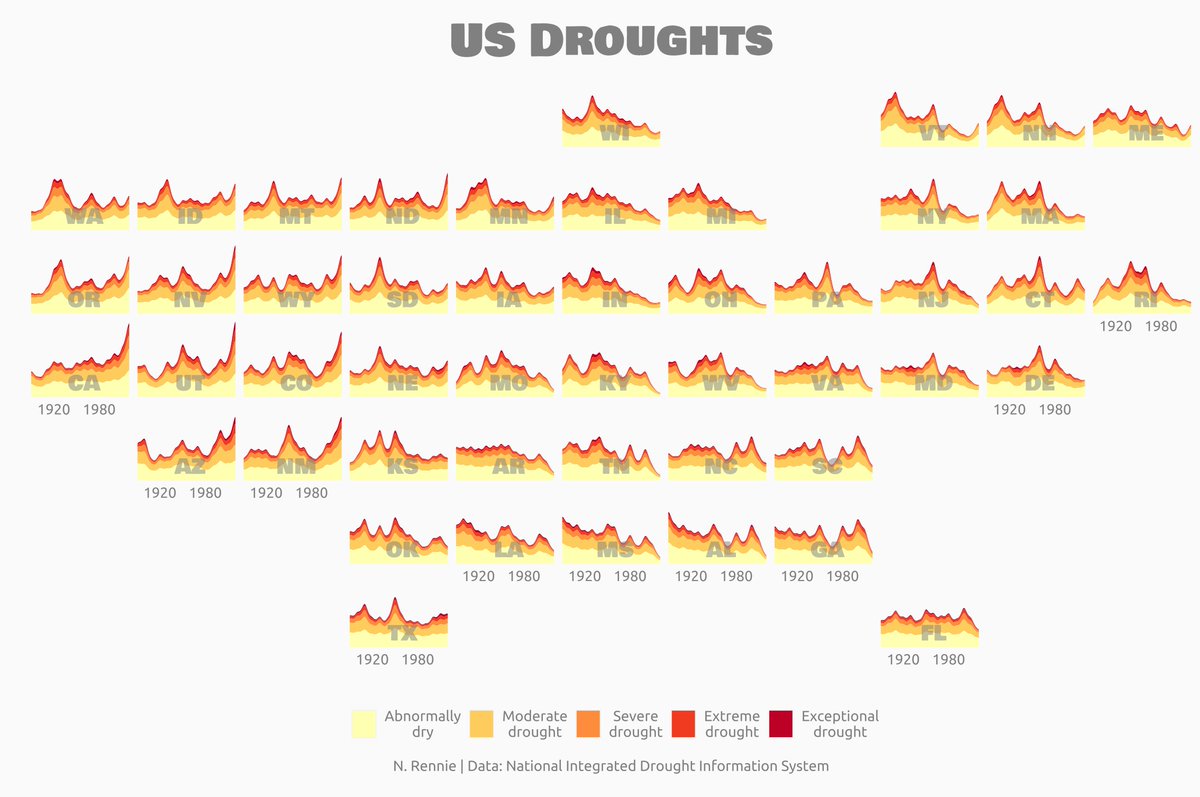 US DROUGHTS
WI VT NH ME
WA ID MT ND MN IL MI NY MA
OR NV WY SD IA IN OH PA NJ CT RI
1920 1980
CA UT CO NE MO KY WV VA MD DE
1920 1980 1920 1980
AZ NM KS AR TN NC SC
1920 1980 1920 1980
OK LA MS AL GA
1920 1980 1920 1980 1920 1980 1920 1980
TX FL
1920 1980 1920 1980
Abnormally Moderate Severe Extreme Exceptional
dry drought drought drought drought
N. Rennie | Data: National Integrated Drought Information System